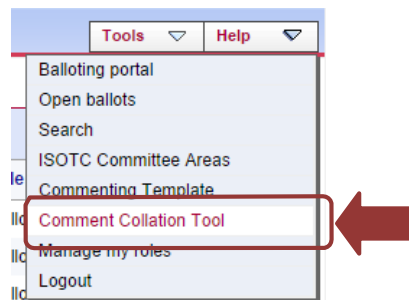 Tools Help
Balloting portal
Open ballots
Search
ISOTC Committee Areas
Commenting Template
Comment Collation Tool
Manage my roles
Logout